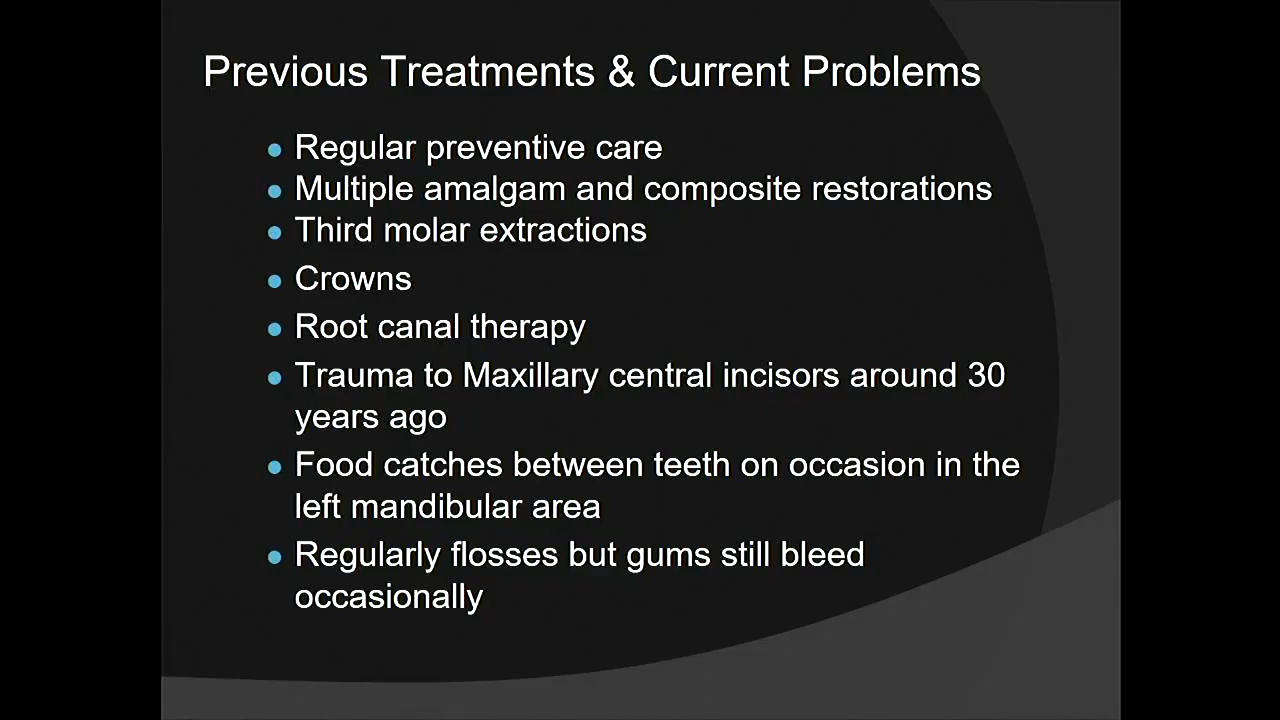 Previous Treatments & Current Problems
Regular preventive care
Multiple amalgam and composite restorations
Third molar extractions
Crowns
Root canal therapy
Trauma to Maxillary central incisors around 30
years ago
Food catches between teeth on occasion in the
left mandibular area
Regularly flosses but gums still bleed
occasionally